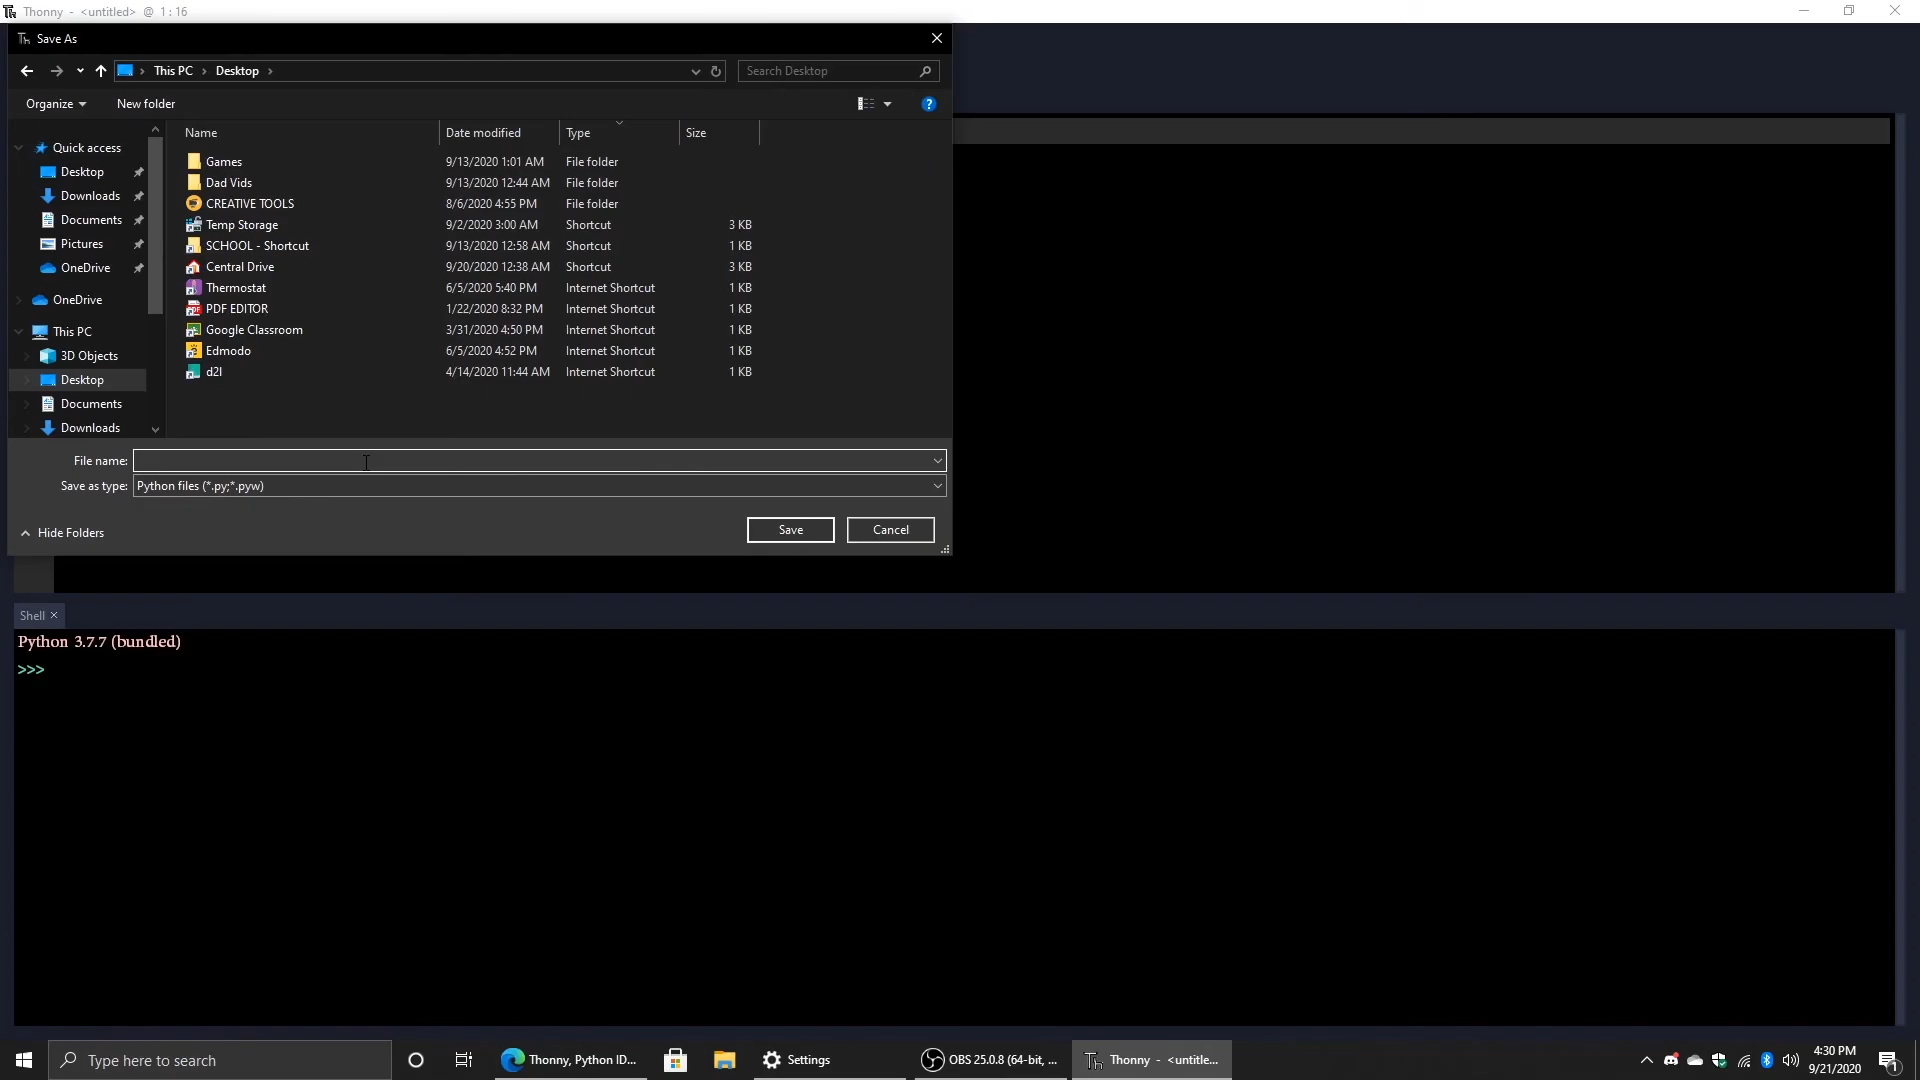 Thonny - <untitled> @ 1:16
Save As
This PC > Desktop >
Search Desktop
Organize
New folder
?
Name Date modified Type Size
Quick access
Desktop
Downloads
Documents
Pictures
OneDrive
OneDrive
This PC
3D Objects
Desktop
Documents
Downloads
Games 9/13/2020 1:01 AM File folder
Dad Vids 9/13/2020 12:44 AM File folder
CREATIVE TOOLS 8/6/2020 4:55 PM File folder
Temp Storage 9/2/2020 3:00 AM Shortcut 3 KB
SCHOOL - Shortcut 9/13/2020 12:58 AM Shortcut 1 KB
Central Drive 9/20/2020 12:38 AM Shortcut 3 KB
Thermostat 6/5/2020 5:40 PM Internet Shortcut 1 KB
PDF EDITOR 1/22/2020 8:32 PM Internet Shortcut 1 KB
Google Classroom 3/31/2020 4:50 PM Internet Shortcut 1 KB
Edmodo 6/5/2020 4:52 PM Internet Shortcut 1 KB
d2l 4/14/2020 11:44 AM Internet Shortcut 1 KB
File name:
Save as type: Python files (*.py;*.pyw)
Hide Folders
Save
Cancel
Shell
Python 3.7.7 (bundled)
>>>
Type here to search
Thonny, Python ID...
Settings
OBS 25.0.8 (64-bit, ...
Thonny - <untitle...
4:30 PM
9/21/2020
1